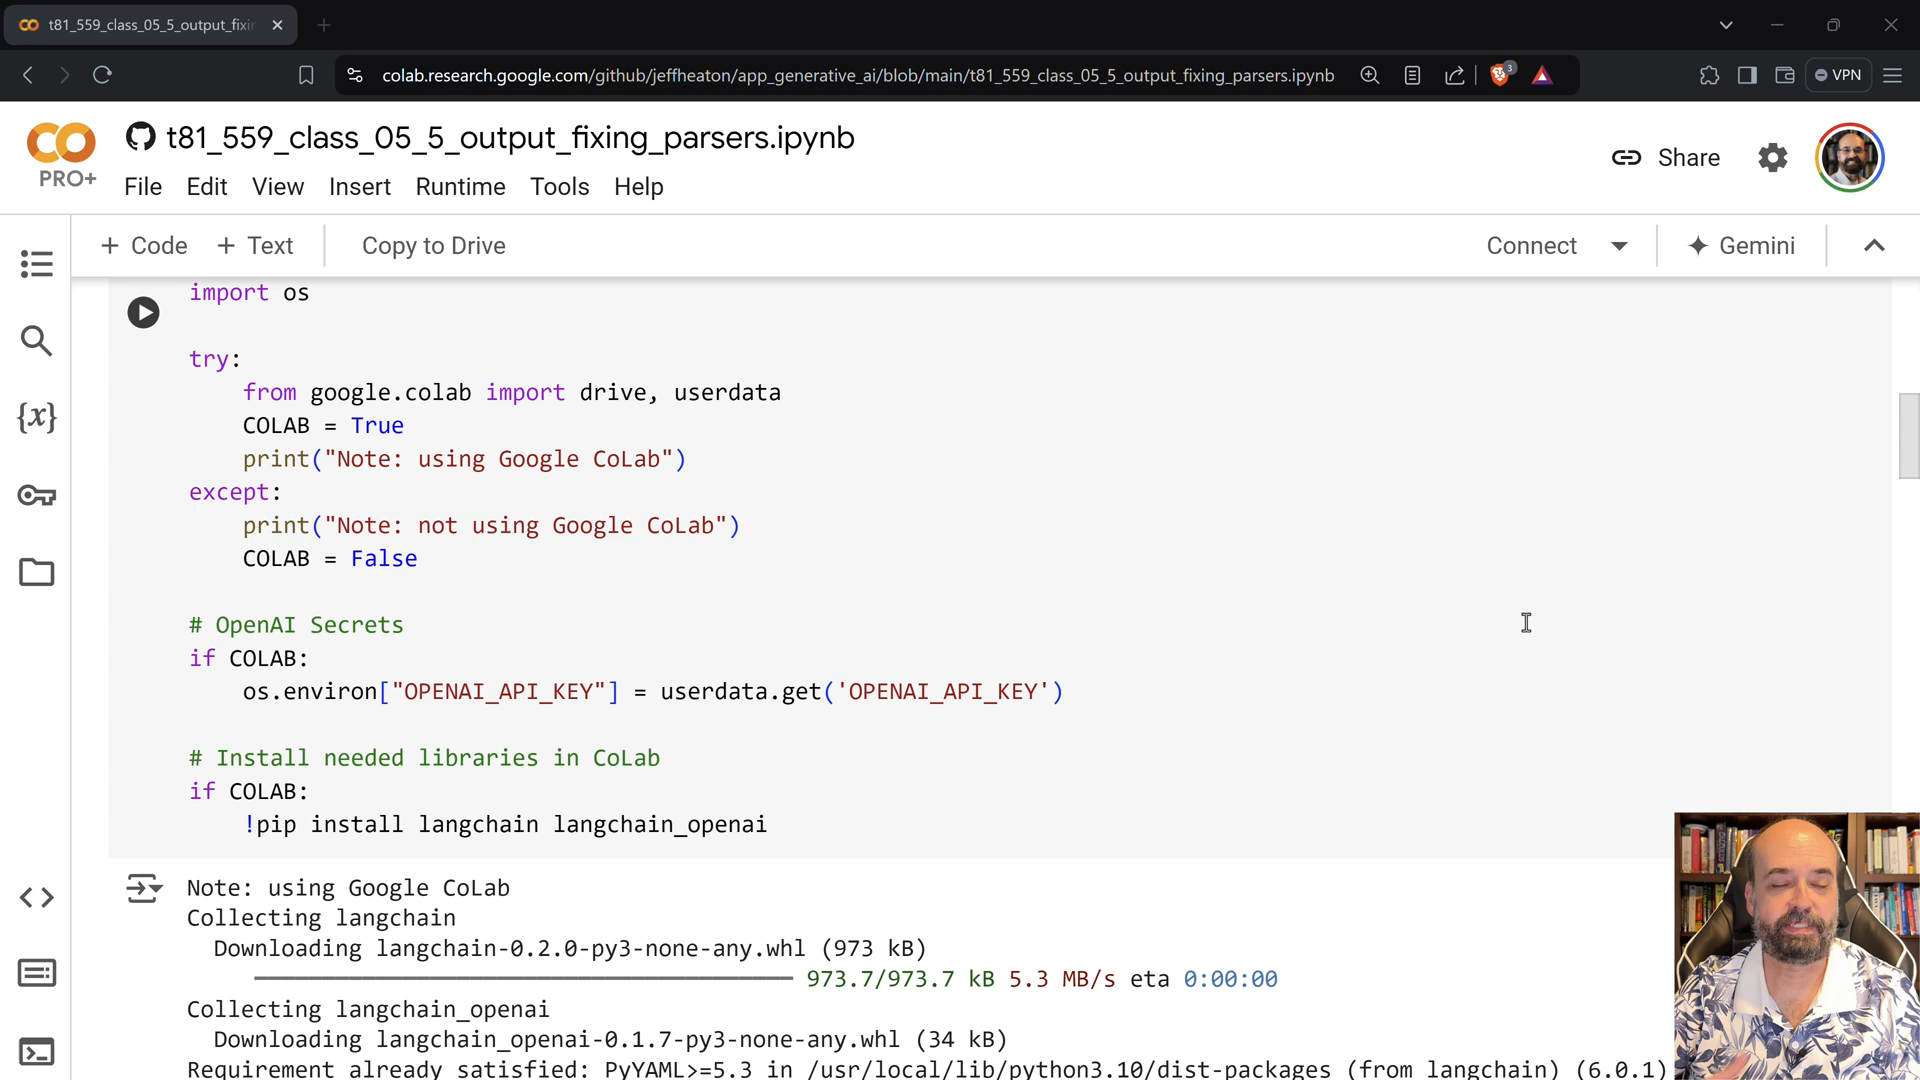 t81_559_class_05_5_output_fixi
colab.research.google.com/github/jeffheaton/app_generative_ai/blob/main/t81_559_class_05_5_output_fixing_parsers.ipynb
3
VPN
PRO+
t81_559_class_05_5_output_fixing_parsers.ipynb
File Edit View Insert Runtime Tools Help
Share
+ Code + Text Copy to Drive
Connect
Gemini
import os
try:
from google.colab import drive, userdata
COLAB = True
print("Note: using Google CoLab")
except:
print("Note: not using Google CoLab")
COLAB = False
# OpenAI Secrets
if COLAB:
os.environ["OPENAI_API_KEY"] = userdata.get('OPENAI_API_KEY')
# Install needed libraries in CoLab
if COLAB:
!pip install langchain langchain_openai
Note: using Google CoLab
Collecting langchain
Downloading langchain-0.2.0-py3-none-any.whl (973 kB)
973.7/973.7 kB 5.3 MB/s eta 0:00:00
Collecting langchain_openai
Downloading langchain_openai-0.1.7-py3-none-any.whl (34 kB)
Requirement already satisfied: PyYAML>=5.3 in /usr/local/lib/python3.10/dist-packages (from langchain) (6.0.1)